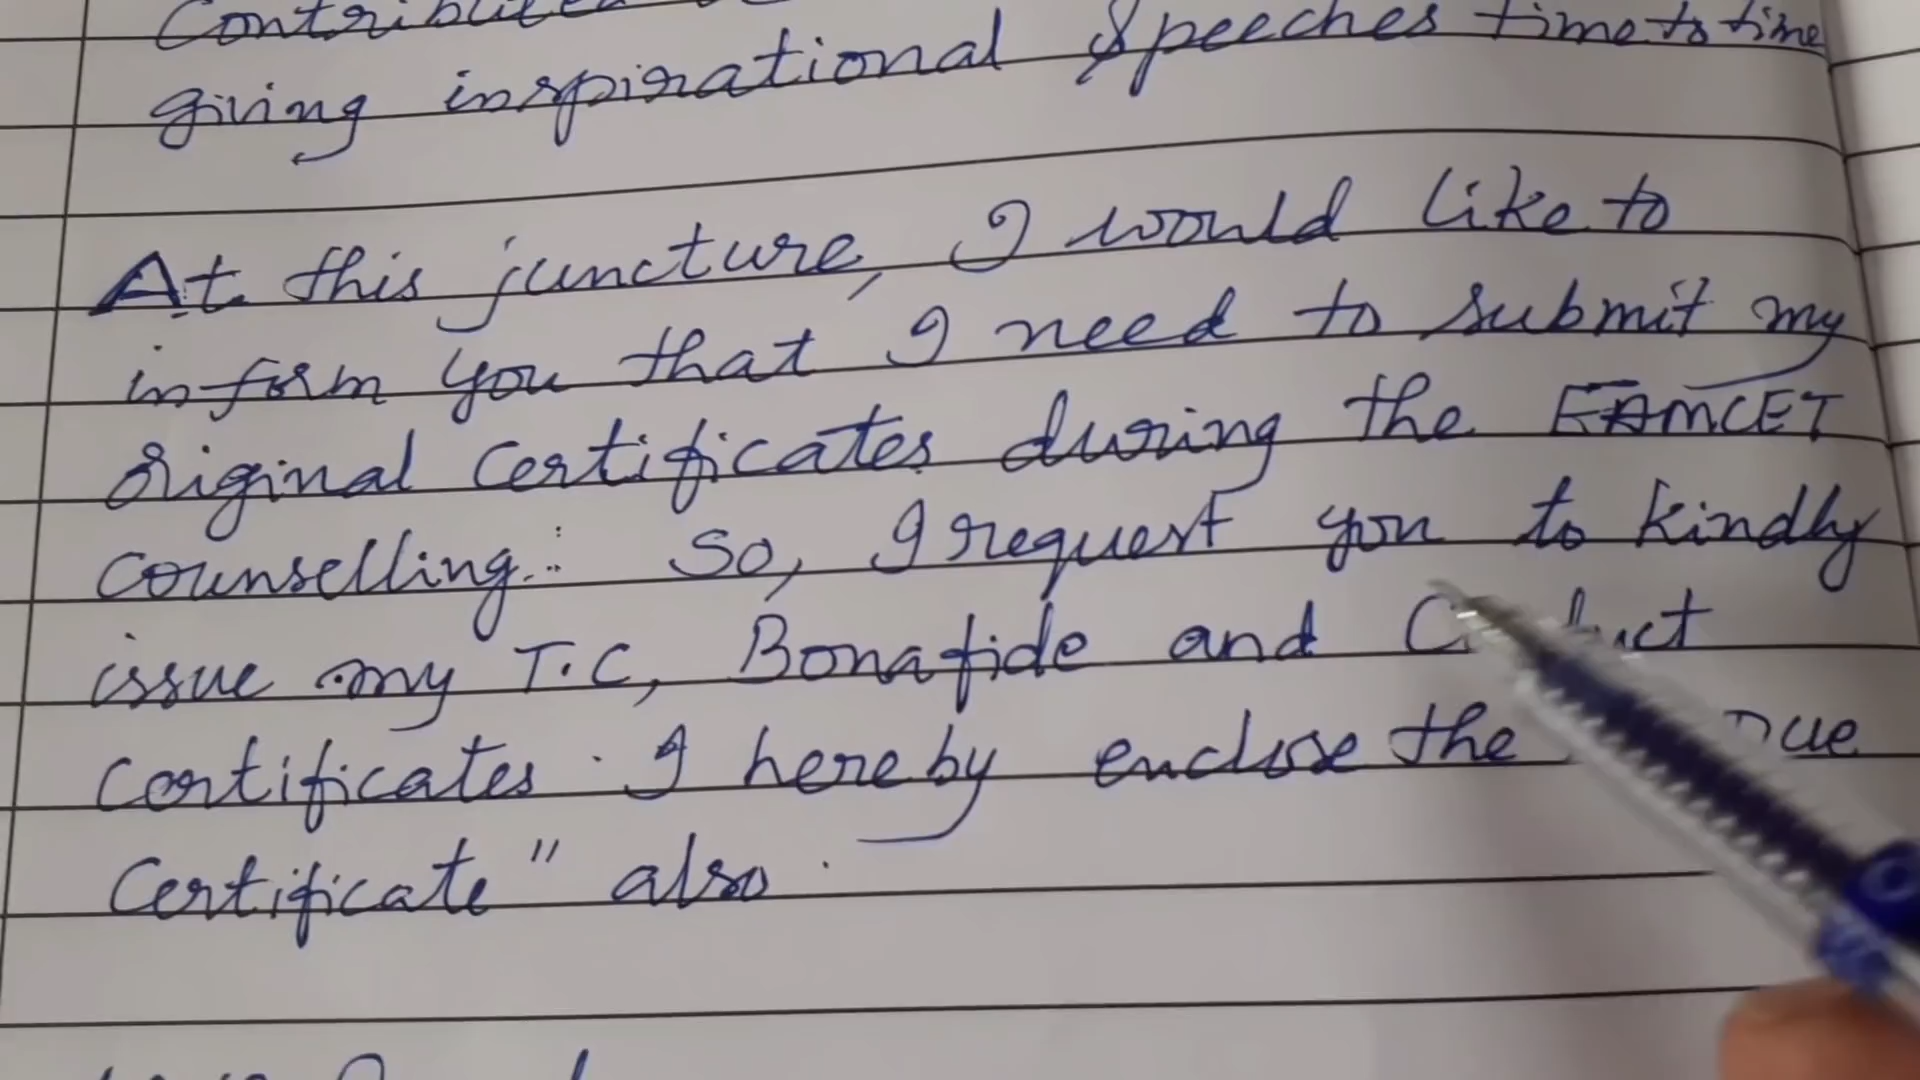 Contributed
giving inspirational speeches time to time
At this juncture, I would like to
inform you that I need to submit my
original certificates during the EAMCET
counselling. So, I request you to kindly
issue my T.C, Bonafide and
certificates. I hereby enclose the Due
Certificate" also.